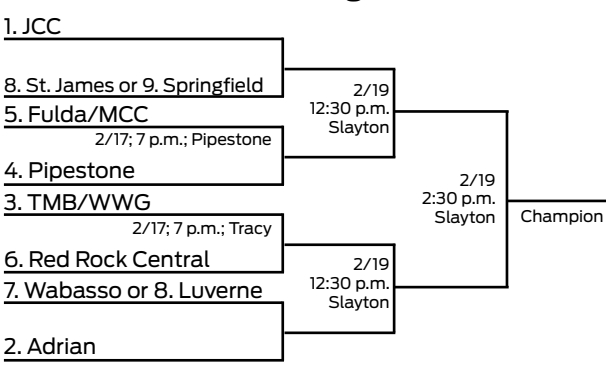 1. JCC
8. St. James or 9. Springfield
5. Fulda/MCC
2/17; 7 p.m.; Pipestone
4. Pipestone
3. TMB/WWG
2/17; 7 p.m.; Tracy
6. Red Rock Central
7. Wabasso or 8. Luverne
2. Adrian
2/19
12:30 p.m.
Slayton
2/19
12:30 p.m.
Slayton
2/19
2:30 p.m.
Slayton
Champion